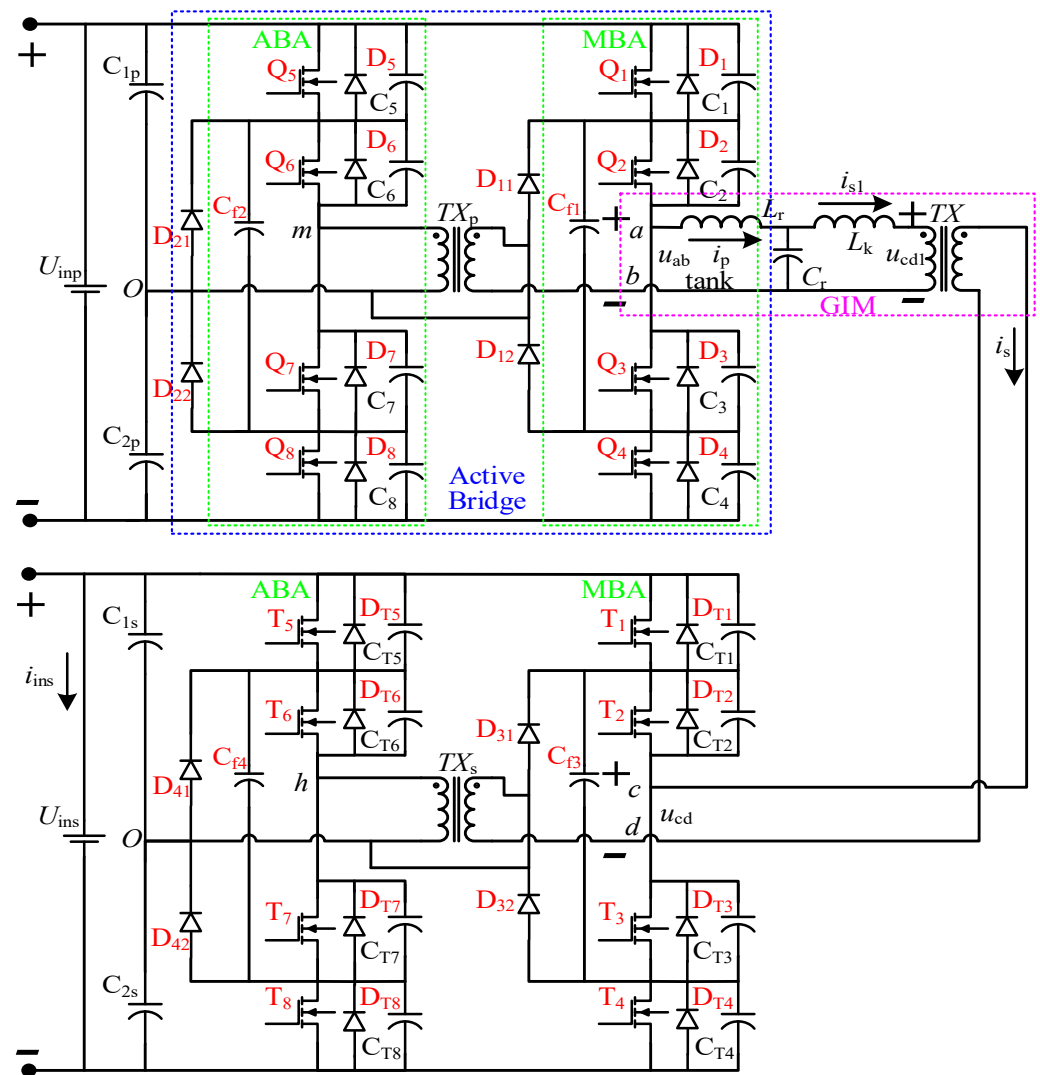 ABA
MBA
+
C1p
Q5
D5
C5
Q1
D1
C1
Q6
D6
C6
Q2
D2
C2
D11
Cf2
Cf1
D21
is1
+
Lr
+
TX
m
TXp
a
Lk
uab
ip
ucd1
Uinp
O
b
tank
Cr
-
-
GIM
is
D22
Q7
D7
C7
D12
Q3
D3
C3
C2p
Q8
D8
C8
Active
Bridge
Q4
D4
C4
-
ABA
MBA
+
C1s
T5
DT5
CT5
T1
DT1
CT1
iins
T6
DT6
CT6
D31
T2
DT2
CT2
Cf4
Cf3
D41
h
TXs
+
c
Uins
O
d
ucd
-
D42
T7
DT7
CT7
D32
T3
DT3
CT3
C2s
T8
DT8
CT8
T4
DT4
CT4
-